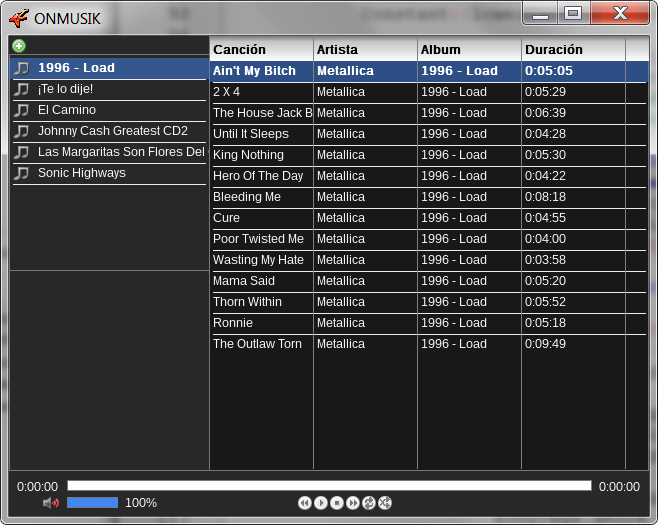 ONMUSIK
Canción Artista Album Duración
1996 - Load
¡Te lo dije!
El Camino
Johnny Cash Greatest CD2
Las Margaritas Son Flores Del
Sonic Highways
Ain't My Bitch Metallica 1996 - Load 0:05:05
2 X 4 Metallica 1996 - Load 0:05:29
The House Jack B Metallica 1996 - Load 0:06:39
Until It Sleeps Metallica 1996 - Load 0:04:28
King Nothing Metallica 1996 - Load 0:05:30
Hero Of The Day Metallica 1996 - Load 0:04:22
Bleeding Me Metallica 1996 - Load 0:08:18
Cure Metallica 1996 - Load 0:04:55
Poor Twisted Me Metallica 1996 - Load 0:04:00
Wasting My Hate Metallica 1996 - Load 0:03:58
Mama Said Metallica 1996 - Load 0:05:20
Thorn Within Metallica 1996 - Load 0:05:52
Ronnie Metallica 1996 - Load 0:05:18
The Outlaw Torn Metallica 1996 - Load 0:09:49
0:00:00 0:00:00
100%